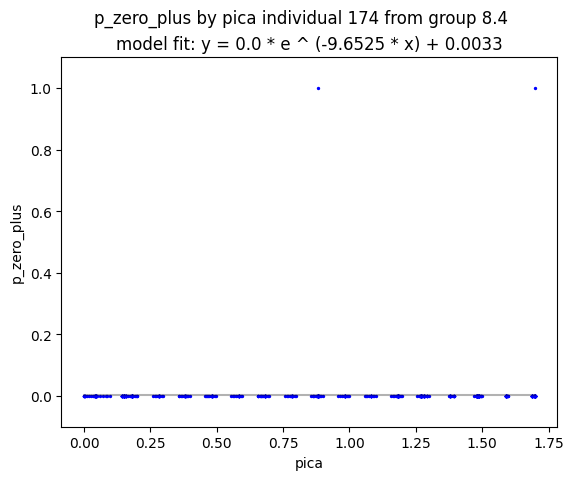 p_zero_plus by pica individual 174 from group 8.4
model fit: y = 0.0 * e ^ (-9.6525 * x) + 0.0033
1.0
0.8
0.6
0.4
0.2
0.0
p_zero_plus
0.00 0.25 0.50 0.75 1.00 1.25 1.50 1.75
pica